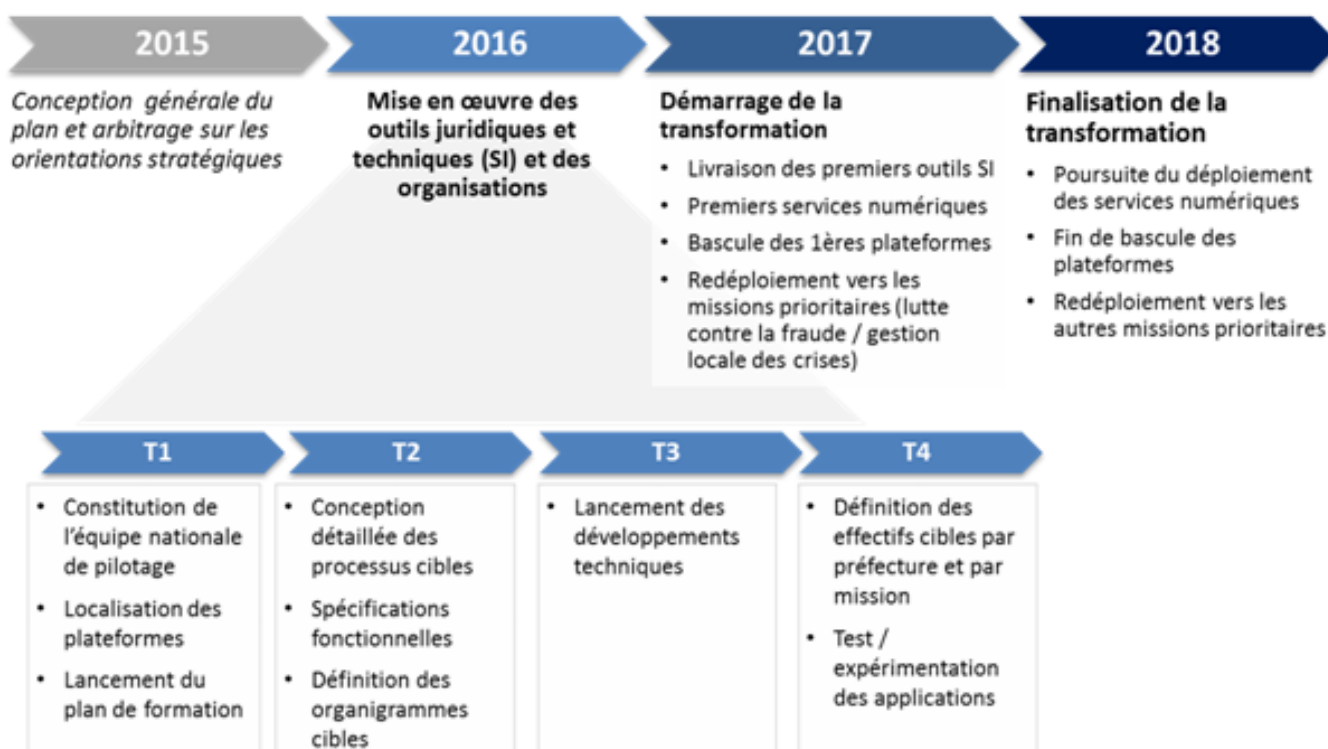 2015
2016
2017
2018
Conception générale du
plan et arbitrage sur les
orientations stratégiques
Mise en œuvre des
outils juridiques et
techniques (SI) et des
organisations
Démarrage de la
transformation
• Livraison des premiers outils SI
• Premiers services numériques
• Bascule des 1ères plateformes
• Redéploiement vers les
missions prioritaires (lutte
contre la fraude / gestion
locale des crises)
Finalisation de la
transformation
• Poursuite du déploiement
des services numériques
• Fin de bascule des
plateformes
• Redéploiement vers les
autres missions prioritaires
T1
T2
T3
T4
• Constitution de
l'équipe nationale
de pilotage
• Localisation des
plateformes
• Lancement du
plan de formation
• Conception
détaillée des
processus cibles
• Spécifications
fonctionnelles
• Définition des
organigrammes
cibles
• Lancement des
développements
techniques
• Définition des
effectifs cibles par
préfecture et par
mission
• Test /
expérimentation
des applications